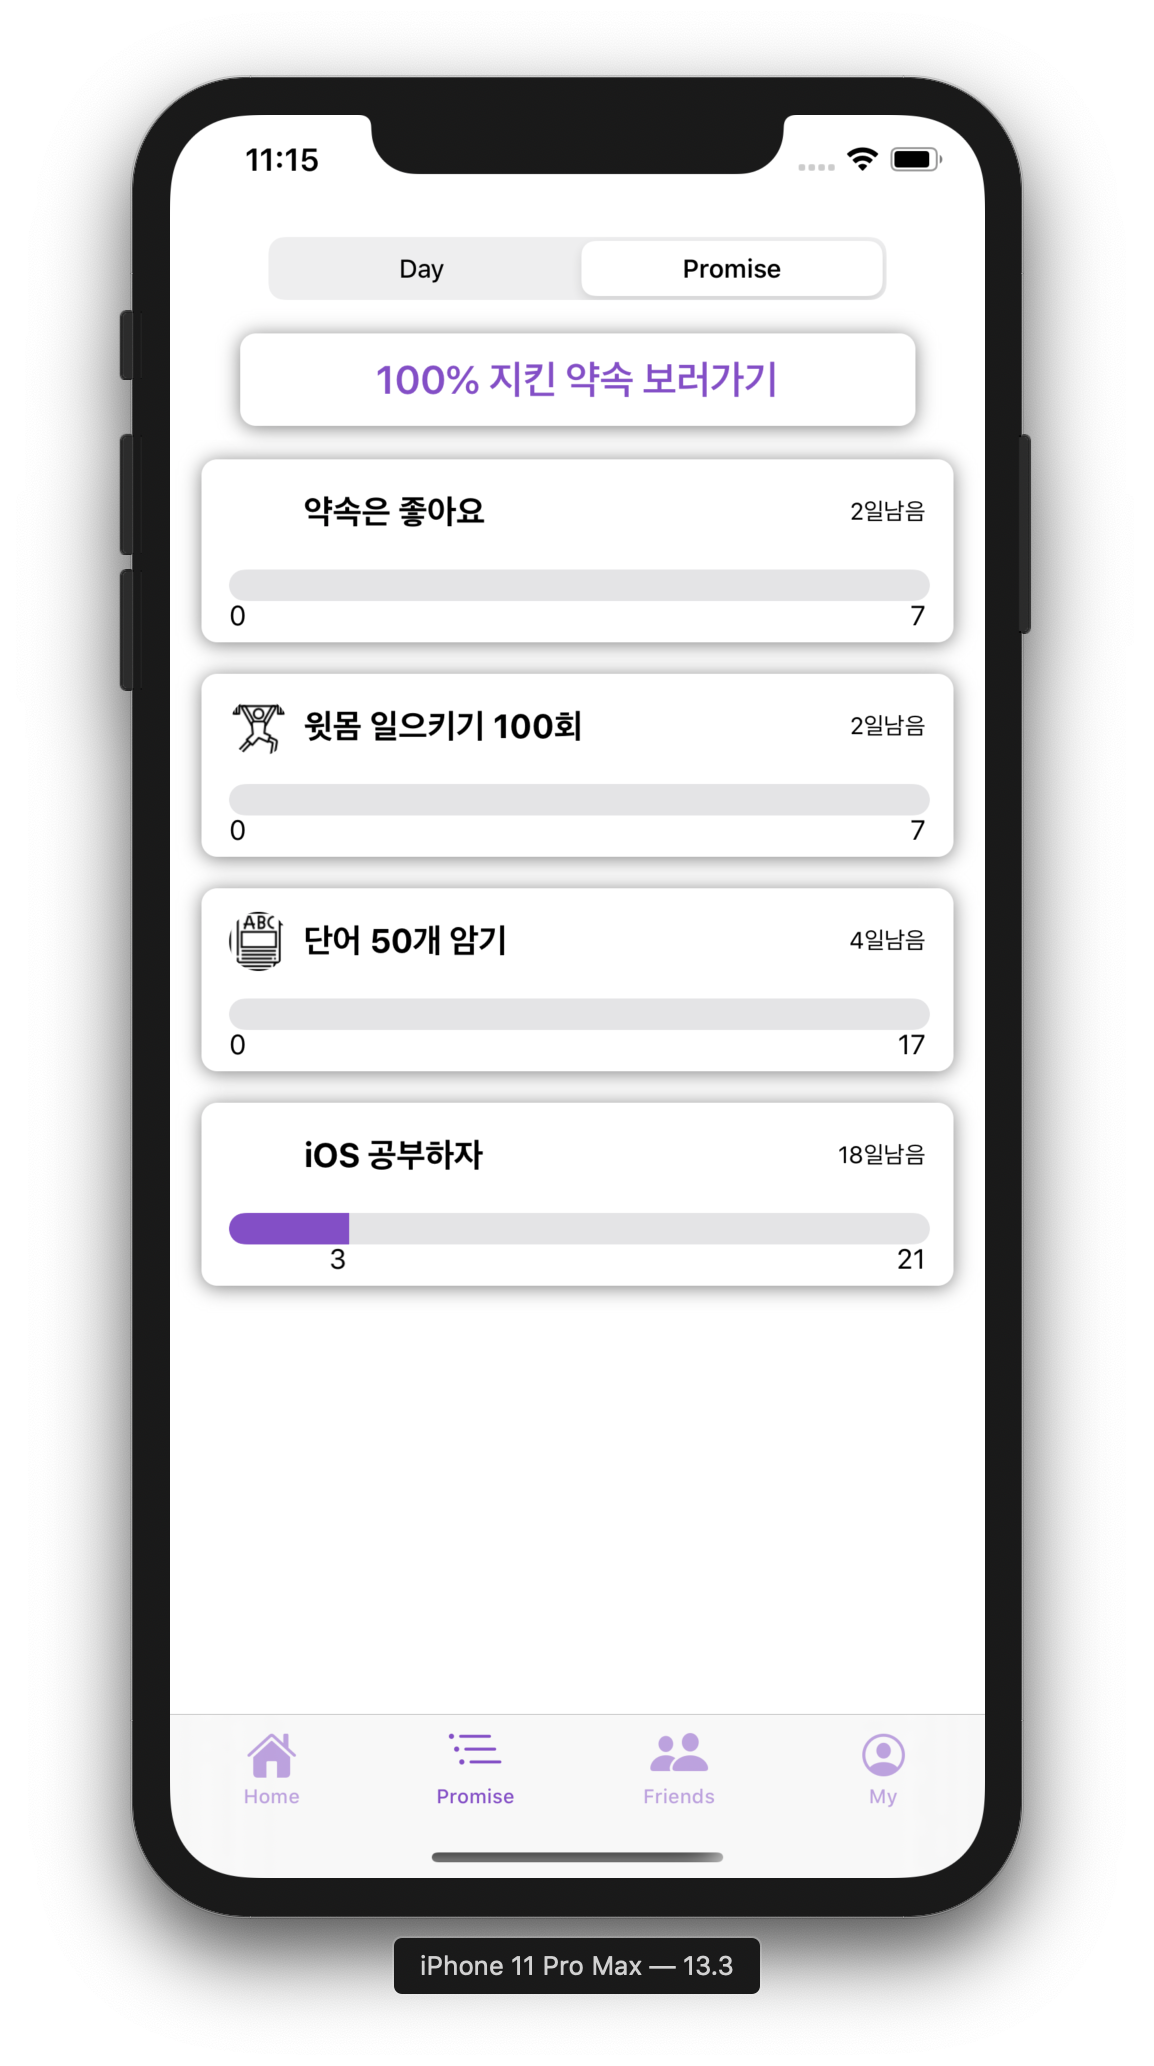 11:15
Day
Promise
100% 지킨 약속 보러가기
약속은 좋아요
2일남음
0
7
윗몸 일으키기 100회
2일남음
0
7
ABC
단어 50개 암기
4일남음
0
17
iOS 공부하자
18일남음
3
21
Home
Promise
Friends
My
iPhone 11 Pro Max — 13.3